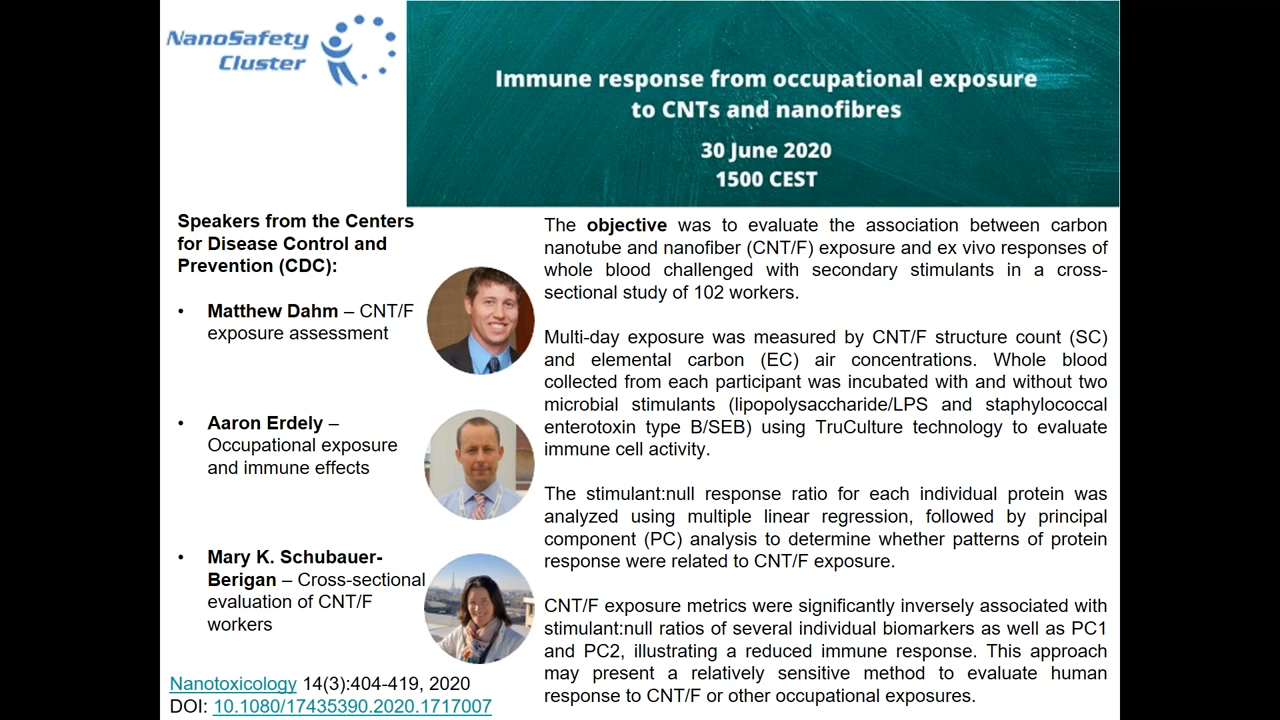 NanoSafety
Cluster
Immune response from occupational exposure
to CNTs and nanofibres
30 June 2020
1500 CEST
Speakers from the Centers
for Disease Control and
Prevention (CDC):
• Matthew Dahm – CNT/F
exposure assessment
• Aaron Erdely –
Occupational exposure
and immune effects
• Mary K. Schubauer-
Berigan – Cross-sectional
evaluation of CNT/F
workers
Nanotoxicology 14(3):404-419, 2020
DOI: 10.1080/17435390.2020.1717007
The objective was to evaluate the association between carbon
nanotube and nanofiber (CNT/F) exposure and ex vivo responses of
whole blood challenged with secondary stimulants in a cross-
sectional study of 102 workers.
Multi-day exposure was measured by CNT/F structure count (SC)
and elemental carbon (EC) air concentrations. Whole blood
collected from each participant was incubated with and without two
microbial stimulants (lipopolysaccharide/LPS and staphylococcal
enterotoxin type B/SEB) using TruCulture technology to evaluate
immune cell activity.
The stimulant:null response ratio for each individual protein was
analyzed using multiple linear regression, followed by principal
component (PC) analysis to determine whether patterns of protein
response were related to CNT/F exposure.
CNT/F exposure metrics were significantly inversely associated with
stimulant:null ratios of several individual biomarkers as well as PC1
and PC2, illustrating a reduced immune response. This approach
may present a relatively sensitive method to evaluate human
response to CNT/F or other occupational exposures.